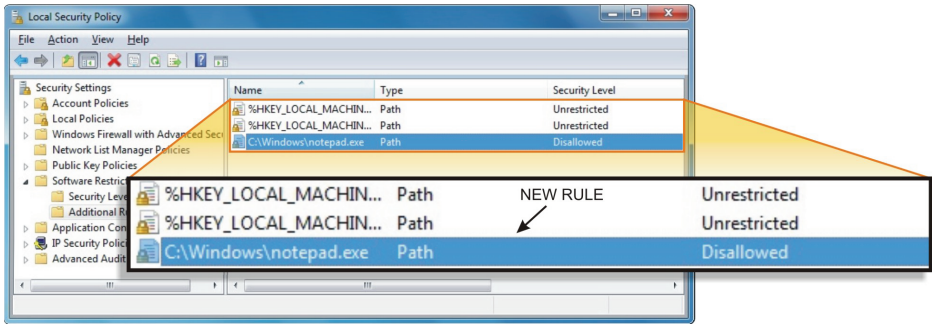 Local Security Policy
File Action View Help
Security Settings
Account Policies
Local Policies
Windows Firewall with Advanced Secu
Network List Manager Policies
Public Key Policies
Software Restrict
Security Leve
Additional R
Application Con
IP Security Polici
Advanced Audit
Name Type Security Level
%HKEY_LOCAL_MACHIN... Path Unrestricted
%HKEY_LOCAL_MACHIN... Path Unrestricted
C:\Windows\notepad.exe Path Disallowed
%HKEY_LOCAL_MACHIN... Path NEW RULE Unrestricted
%HKEY_LOCAL_MACHIN... Path Unrestricted
C:\Windows\notepad.exe Path Disallowed